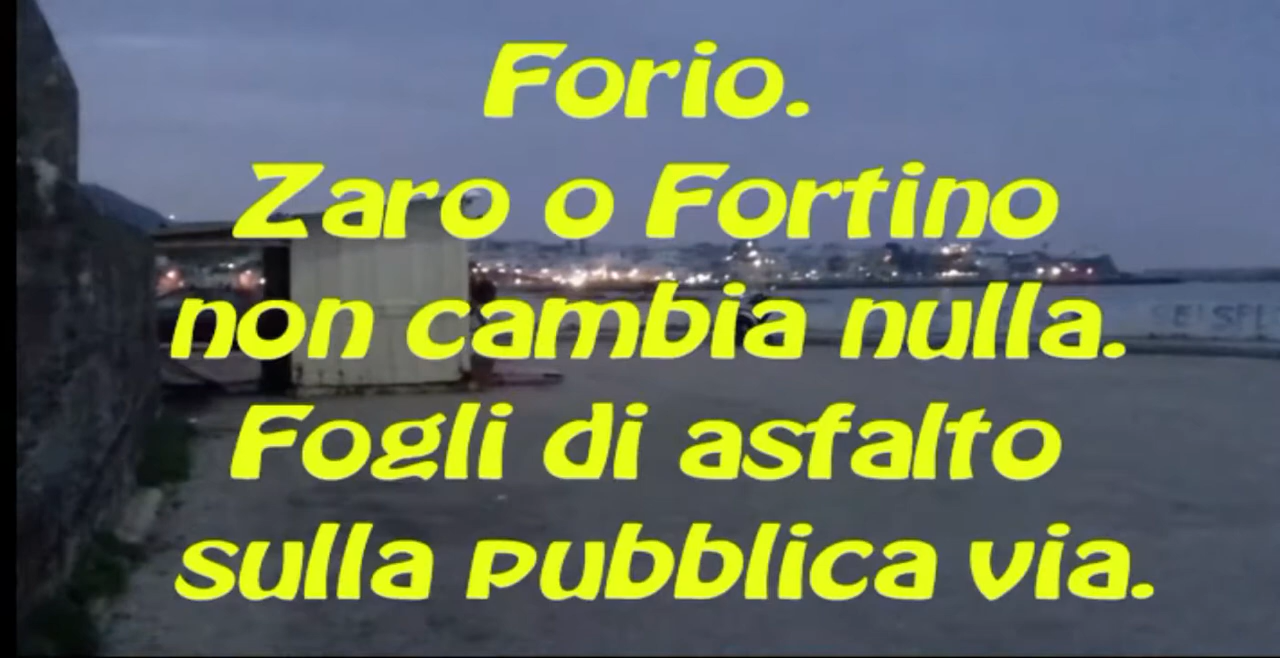 Forio.
Zaro o Fortino
non cambia nulla.
Fogli di asfalto
sulla pubblica via.